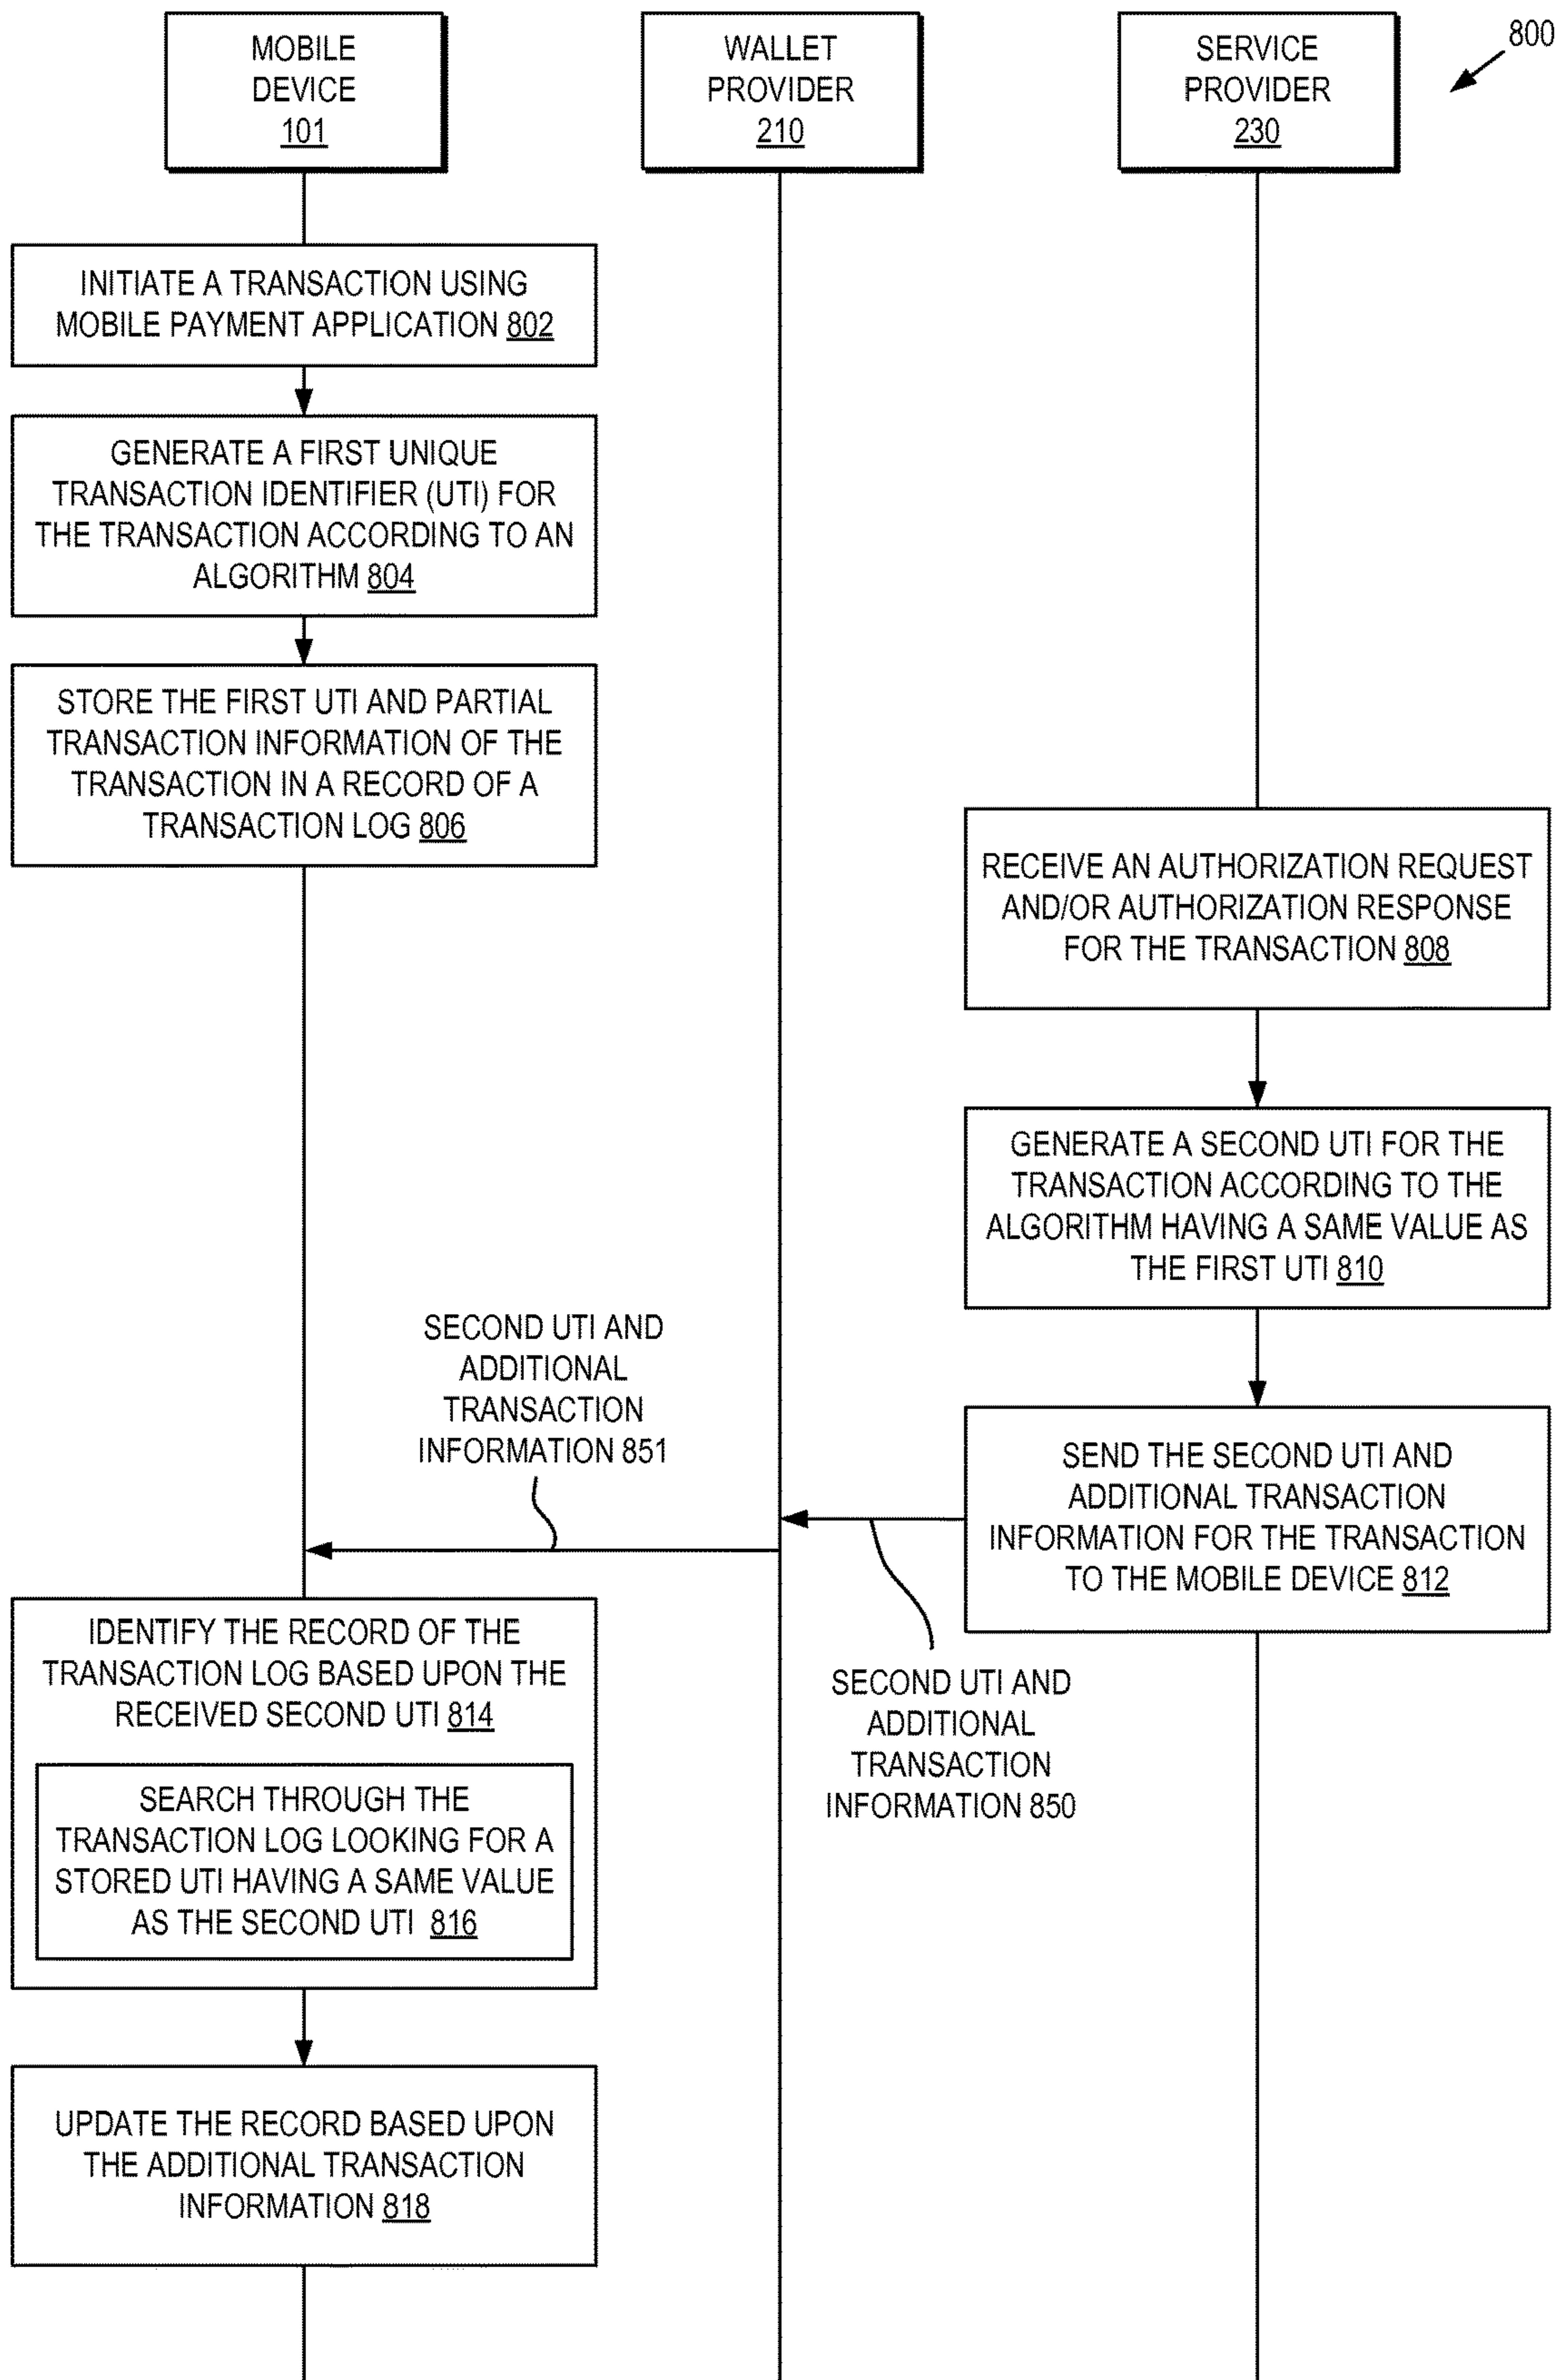 MOBILE
DEVICE
101
WALLET
PROVIDER
210
SERVICE
PROVIDER
230
800
INITIATE A TRANSACTION USING
MOBILE PAYMENT APPLICATION 802
GENERATE A FIRST UNIQUE
TRANSACTION IDENTIFIER (UTI) FOR
THE TRANSACTION ACCORDING TO AN
ALGORITHM 804
STORE THE FIRST UTI AND PARTIAL
TRANSACTION INFORMATION OF THE
TRANSACTION IN A RECORD OF A
TRANSACTION LOG 806
RECEIVE AN AUTHORIZATION REQUEST
AND/OR AUTHORIZATION RESPONSE
FOR THE TRANSACTION 808
GENERATE A SECOND UTI FOR THE
TRANSACTION ACCORDING TO THE
ALGORITHM HAVING A SAME VALUE AS
THE FIRST UTI 810
SECOND UTI AND
ADDITIONAL
TRANSACTION
INFORMATION 851
SEND THE SECOND UTI AND
ADDITIONAL TRANSACTION
INFORMATION FOR THE TRANSACTION
TO THE MOBILE DEVICE 812
SECOND UTI AND
ADDITIONAL
TRANSACTION
INFORMATION 850
IDENTIFY THE RECORD OF THE
TRANSACTION LOG BASED UPON THE
RECEIVED SECOND UTI 814
SEARCH THROUGH THE
TRANSACTION LOG LOOKING FOR A
STORED UTI HAVING A SAME VALUE
AS THE SECOND UTI 816
UPDATE THE RECORD BASED UPON
THE ADDITIONAL TRANSACTION
INFORMATION 818